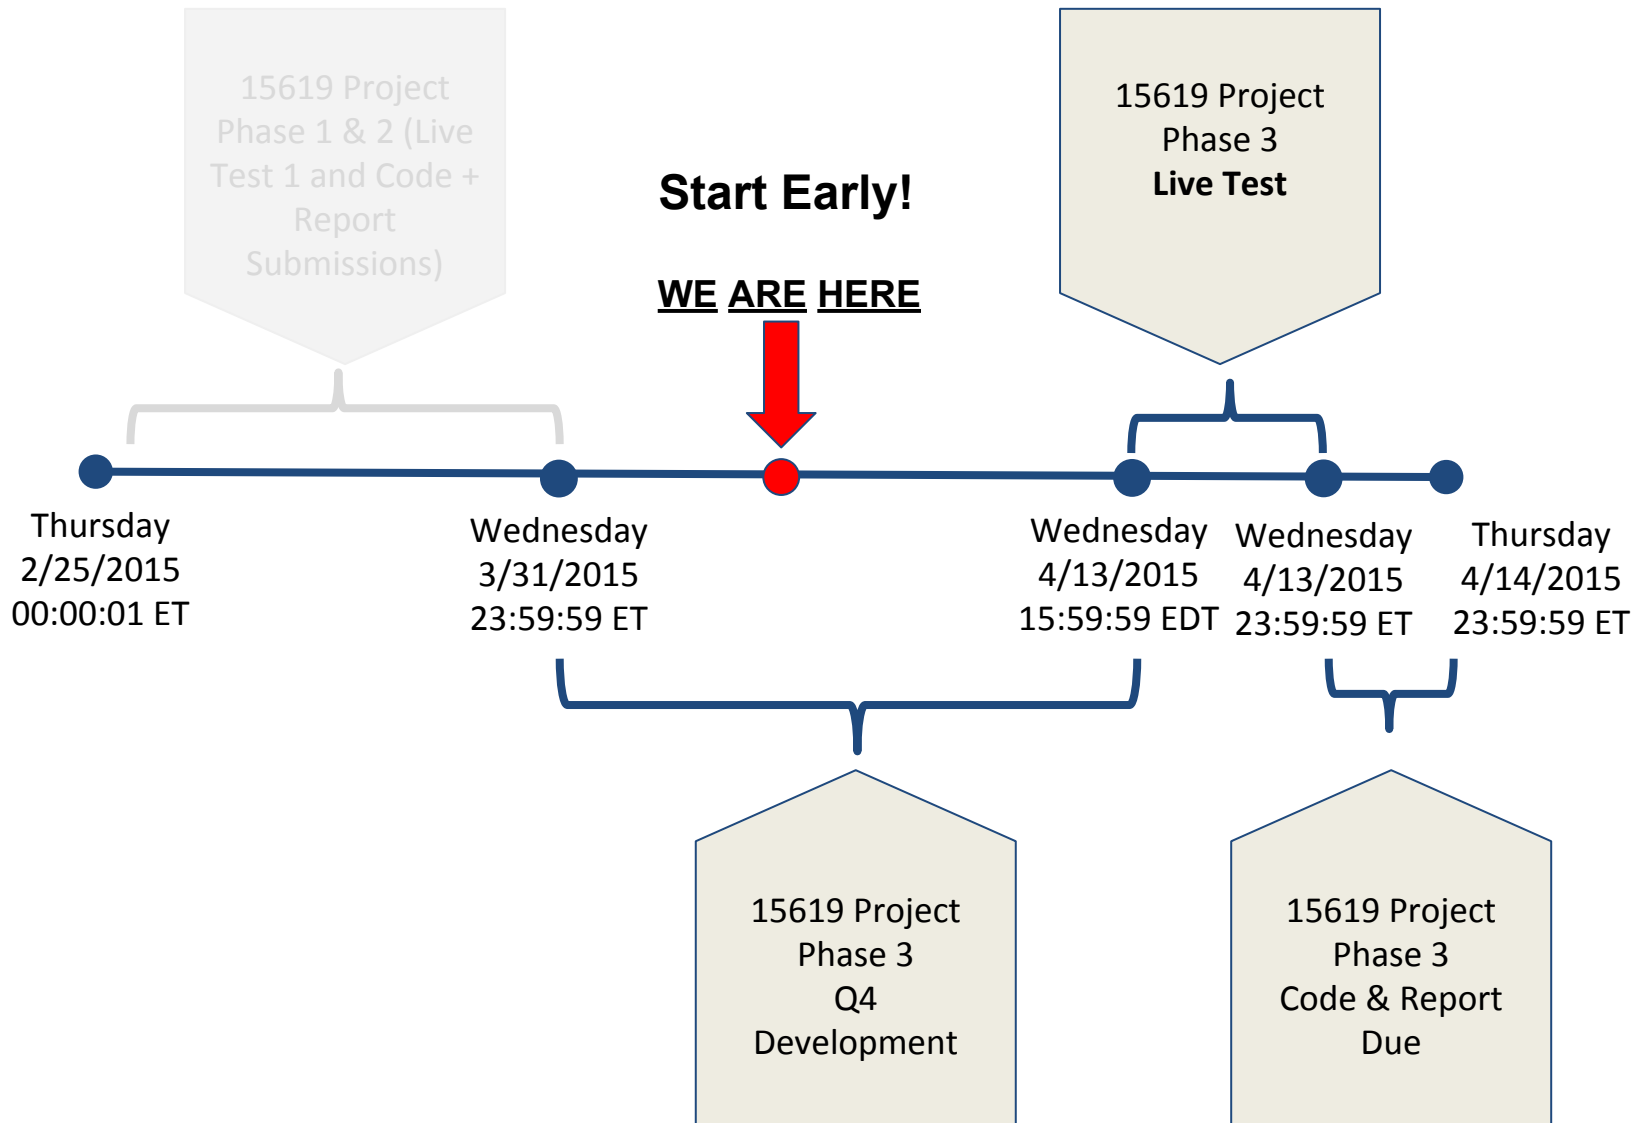 15619 Project
Phase 1 & 2 (Live
Test 1 and Code +
Report
Submissions)
Start Early!
WE ARE HERE
15619 Project
Phase 3
Live Test
Thursday
2/25/2015
00:00:01 ET
Wednesday
3/31/2015
23:59:59 ET
Wednesday
4/13/2015
15:59:59 EDT
Wednesday
4/13/2015
23:59:59 ET
Thursday
4/14/2015
23:59:59 ET
15619 Project
Phase 3
Q4
Development
15619 Project
Phase 3
Code & Report
Due